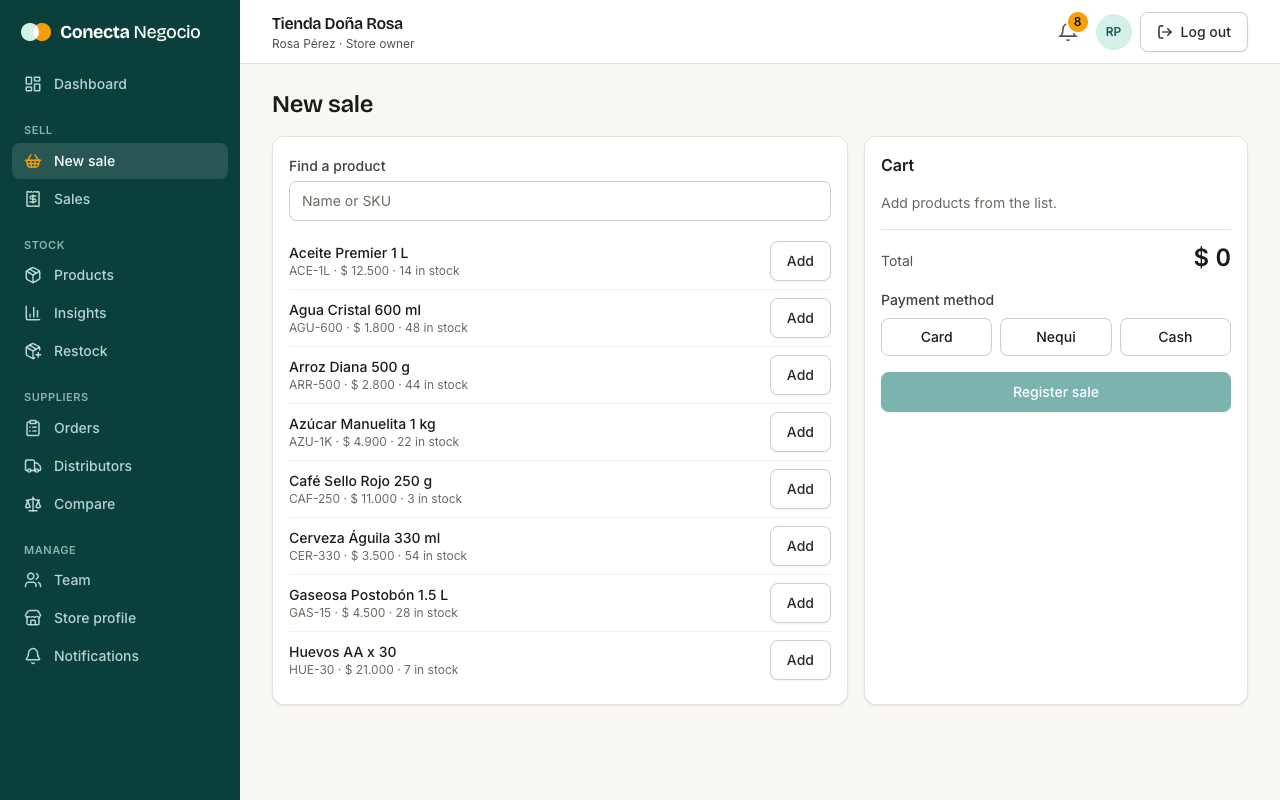 Conecta Negocio
Dashboard
SELL
New sale
Sales
STOCK
Products
Insights
Restock
SUPPLIERS
Orders
Distributors
Compare
MANAGE
Team
Store profile
Notifications
Tienda Doña Rosa
Rosa Pérez · Store owner
8
RP
Log out
New sale
Find a product
Name or SKU
Aceite Premier 1 L
ACE-1L · $ 12.500 · 14 in stock
Add
Agua Cristal 600 ml
AGU-600 · $ 1.800 · 48 in stock
Add
Arroz Diana 500 g
ARR-500 · $ 2.800 · 44 in stock
Add
Azúcar Manuelita 1 kg
AZU-1K · $ 4.900 · 22 in stock
Add
Café Sello Rojo 250 g
CAF-250 · $ 11.000 · 3 in stock
Add
Cerveza Águila 330 ml
CER-330 · $ 3.500 · 54 in stock
Add
Gaseosa Postobón 1.5 L
GAS-15 · $ 4.500 · 28 in stock
Add
Huevos AA x 30
HUE-30 · $ 21.000 · 7 in stock
Add
Cart
Add products from the list.
Total $ 0
Payment method
Card Nequi Cash
Register sale